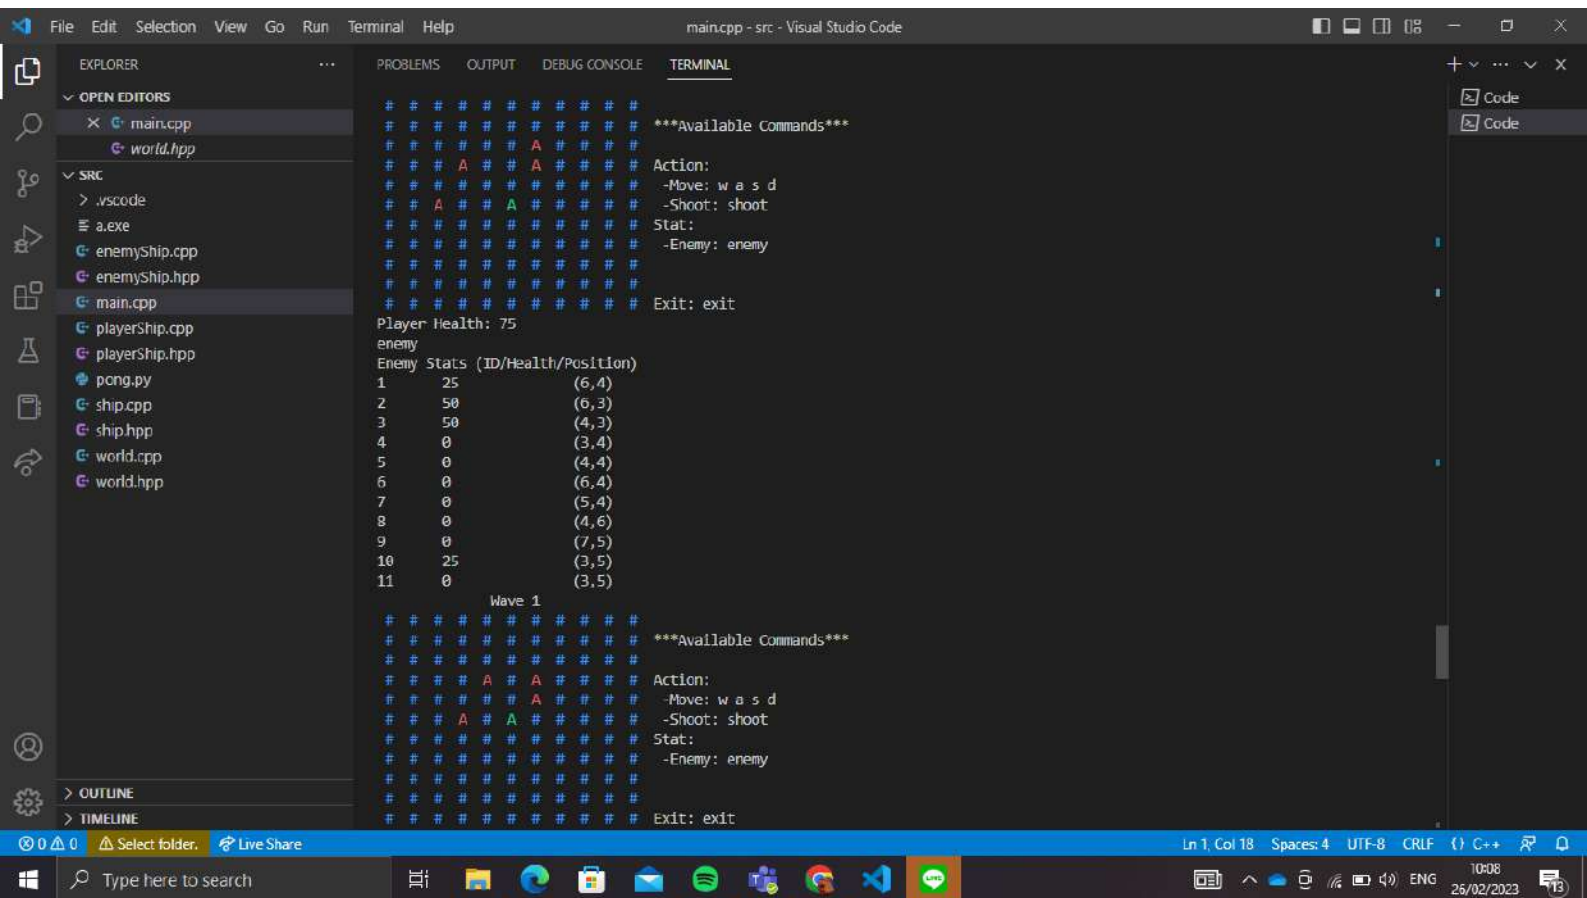 File Edit Selection View Go Run Terminal Help main.cpp - src - Visual Studio Code
EXPLORER ...
OPEN EDITORS
main.cpp
world.hpp
SRC
.vscode
a.exe
enemyShip.cpp
enemyShip.hpp
main.cpp
playerShip.cpp
playerShip.hpp
pong.py
ship.cpp
ship.hpp
world.cpp
world.hpp
OUTLINE
TIMELINE
PROBLEMS OUTPUT DEBUG CONSOLE TERMINAL
# # # # # # # # # # #
# # # # # # # # # # # ***Available Commands***
# # # # # # A # # # #
# # # A # # A # # # # Action:
# # # # # # # # # # # -Move: w a s d
# # A # # A # # # # # -Shoot: shoot
# # # # # # # # # # # Stat:
# # # # # # # # # # # -Enemy: enemy
# # # # # # # # # # #
# # # # # # # # # # #
# # # # # # # # # # # Exit: exit
Player Health: 75
enemy
Enemy Stats (ID/Health/Position)
1 25 (6,4)
2 50 (6,3)
3 50 (4,3)
4 0 (3,4)
5 0 (4,4)
6 0 (6,4)
7 0 (5,4)
8 0 (4,6)
9 0 (7,5)
10 25 (3,5)
11 0 (3,5)
Wave 1
# # # # # # # # # # #
# # # # # # # # # # # ***Available Commands***
# # # # # # # # # # #
# # # # A # A # # # # Action:
# # # # # # A # # # # -Move: w a s d
# # # A # A # # # # # -Shoot: shoot
# # # # # # # # # # # Stat:
# # # # # # # # # # # -Enemy: enemy
# # # # # # # # # # #
# # # # # # # # # # #
# # # # # # # # # # # Exit: exit
Code
Code
0 0 Select folder. Live Share Ln 1, Col 18 Spaces: 4 UTF-8 CRLF {} C++
Type here to search LINE ENG 10:08
26/02/2023 13